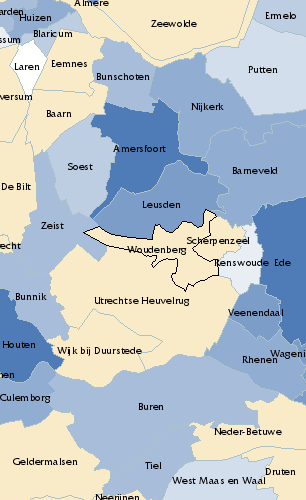 Almere
Ermelo
arden
Huizen
Zeewolde
Blaricum
ssum
Laren
Eemnes
Putten
Bunschoten
versum
Nijkerk
Baarn
Amersfoort
Soest
Barneveld
De Bilt
Leusden
Zeist
Scherpenzeel
echt
Woudenberg
Renswoude
Ede
Bunnik
Utrechtse Heuvelrug
Veenendaal
Houten
Wijk bij Duurstede
Wageni
Rhenen
nen
Culemborg
Buren
Neder-Betuwe
Geldermalsen
Tiel
Druten
West Maas en Waal
Neerijnen